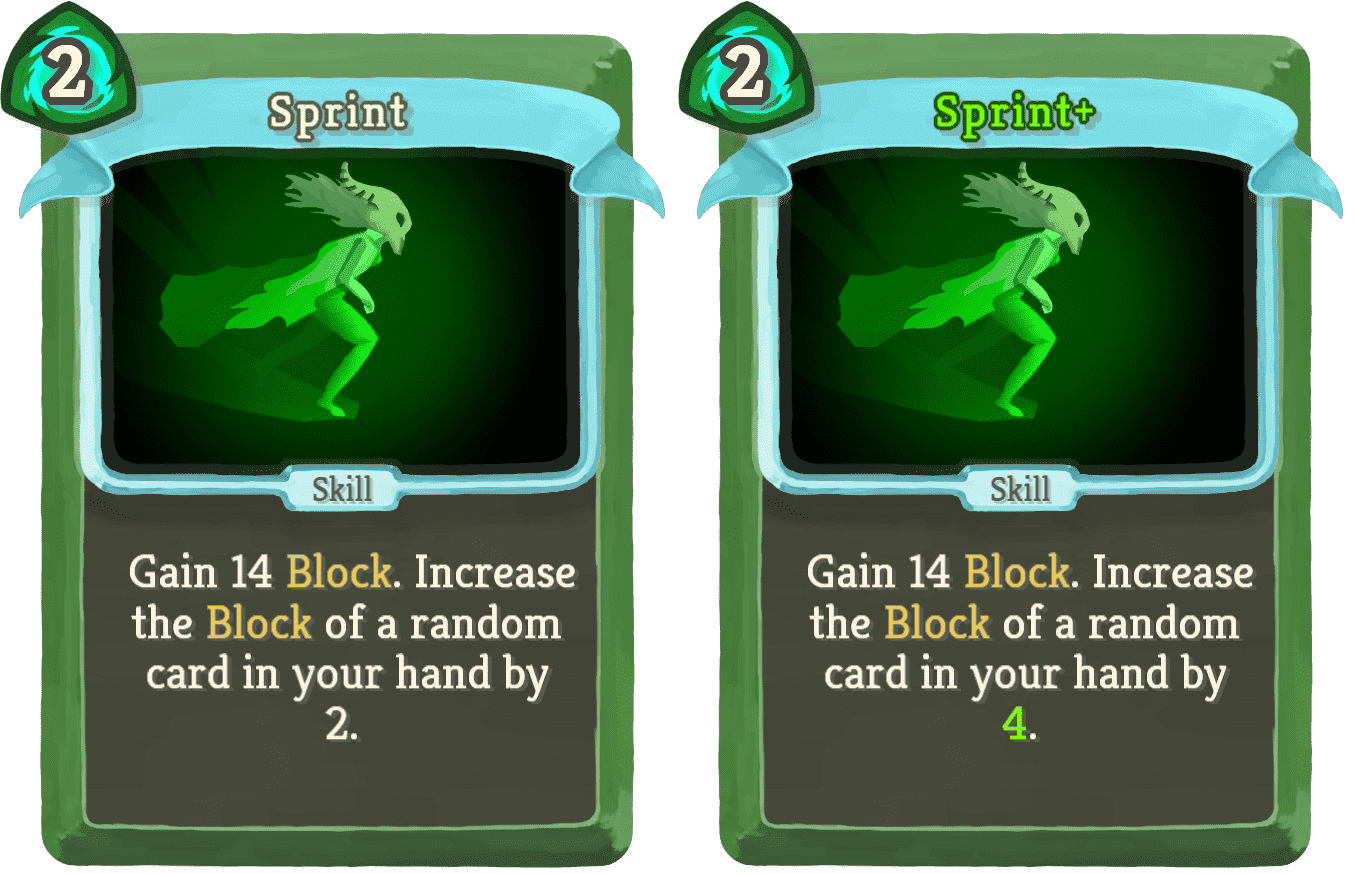 2
Sprint
Skill
Gain 14 Block. Increase
the Block of a random
card in your hand by
2.
2
Sprint+
Skill
Gain 14 Block. Increase
the Block of a random
card in your hand by
4.